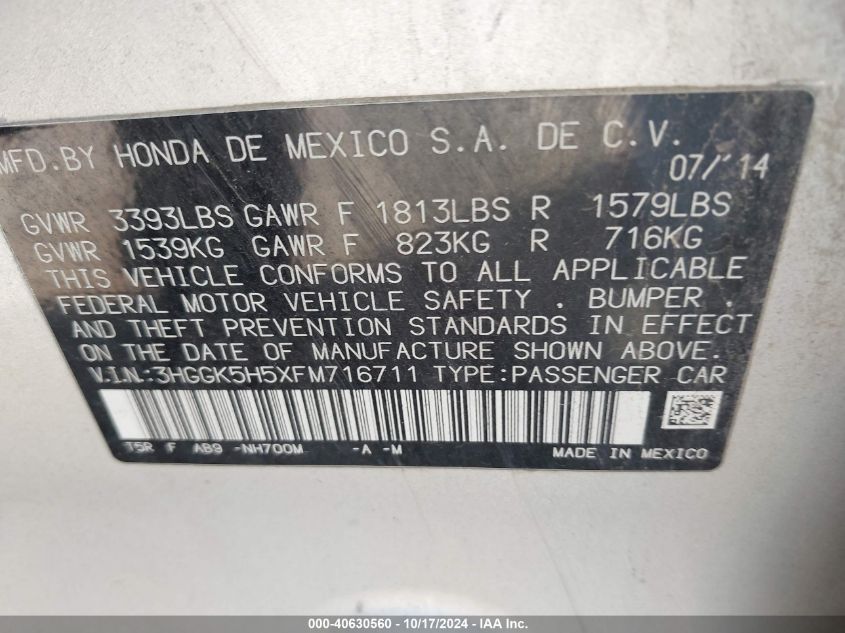 MFD.BY HONDA DE MEXICO S.A. DE C.V.
07/'14
GVWR 3393LBS GAWR F 1813LBS R 1579LBS
GVWR 1539KG GAWR F 823KG R 716KG
THIS VEHICLE CONFORMS TO ALL APPLICABLE
FEDERAL MOTOR VEHICLE SAFETY . BUMPER .
AND THEFT PREVENTION STANDARDS IN EFFECT
ON THE DATE OF MANUFACTURE SHOWN ABOVE.
V.I.N.:3HGGK5H5XFM716711 TYPE:PASSENGER CAR
T5R F AB9 -NH700M -A -M MADE IN MEXICO
000-40630560 - 10/17/2024 - IAA Inc.